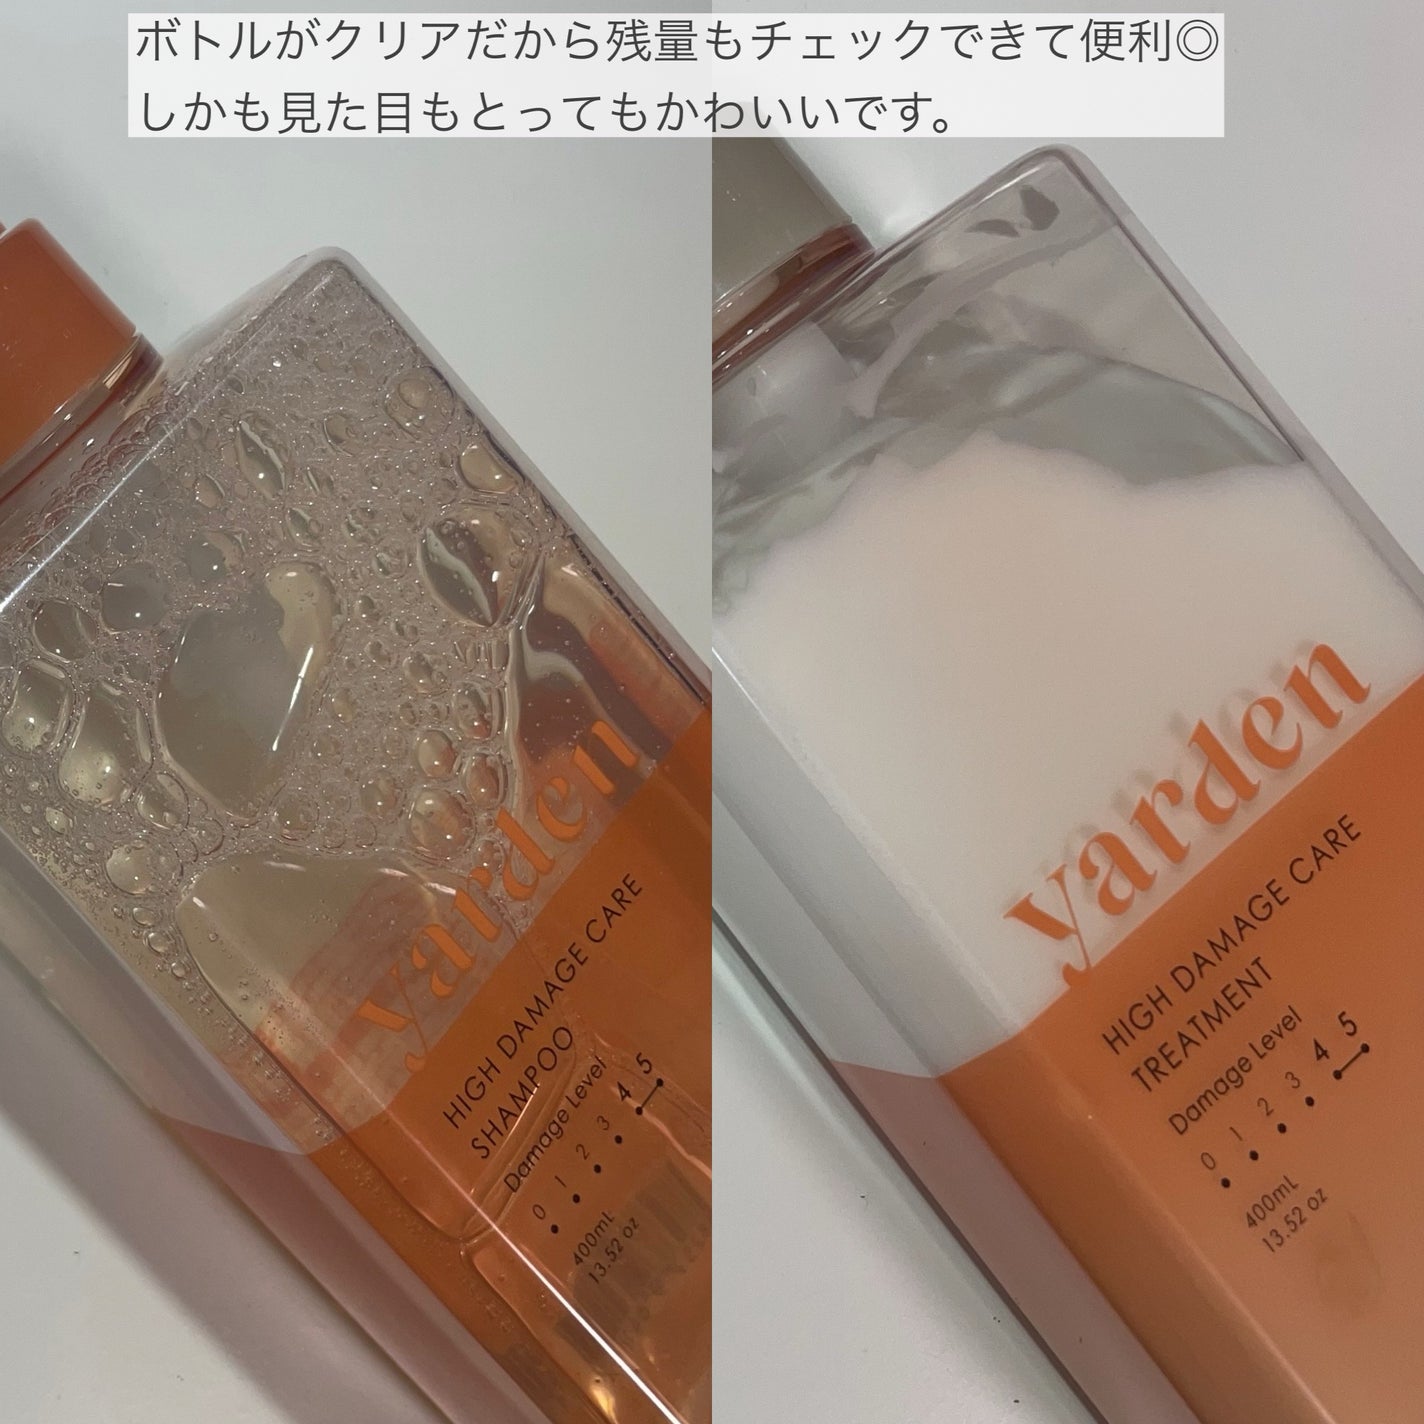 ボトルがクリアだから残量もチェックできて便利◎
しかも見た目もとってもかわいいです。
yarden
HIGH DAMAGE CARE
SHAMPOO
Damage Level
0 1 2 3 4 5
400mL
13.52 oz
yarden
HIGH DAMAGE CARE
TREATMENT
Damage Level
0 1 2 3 4 5
400mL
13.52 oz